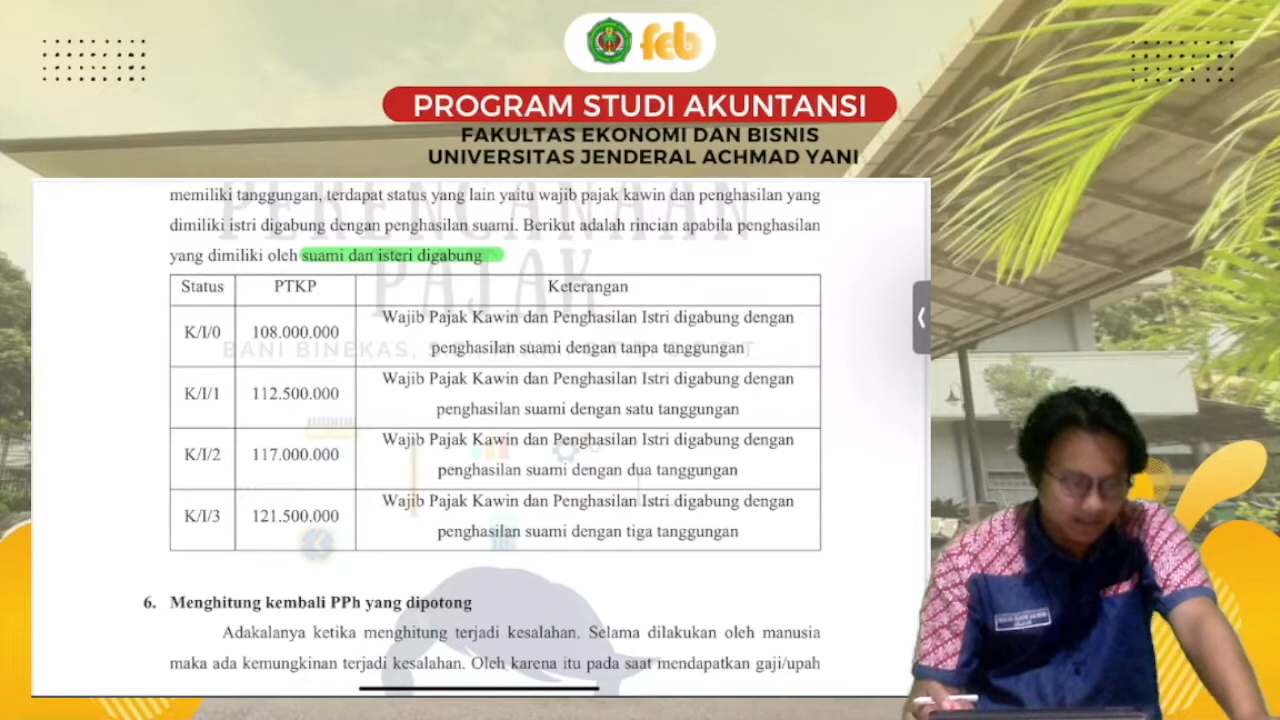 feb
PROGRAM STUDI AKUNTANSI
FAKULTAS EKONOMI DAN BISNIS
UNIVERSITAS JENDERAL ACHMAD YANI
memiliki tanggungan, terdapat status yang lain yaitu wajib pajak kawin dan penghasilan yang
dimiliki istri digabung dengan penghasilan suami. Berikut adalah rincian apabila penghasilan
yang dimiliki oleh suami dan isteri digabung
PERENCANAAN
PAJAK
Status PTKP Keterangan
K/I/0 108.000.000 Wajib Pajak Kawin dan Penghasilan Istri digabung dengan
penghasilan suami dengan tanpa tanggungan
BANI BINEKAS,
K/I/1 112.500.000 Wajib Pajak Kawin dan Penghasilan Istri digabung dengan
penghasilan suami dengan satu tanggungan
K/I/2 117.000.000 Wajib Pajak Kawin dan Penghasilan Istri digabung dengan
penghasilan suami dengan dua tanggungan
K/I/3 121.500.000 Wajib Pajak Kawin dan Penghasilan Istri digabung dengan
penghasilan suami dengan tiga tanggungan
6. Menghitung kembali PPh yang dipotong
Adakalanya ketika menghitung terjadi kesalahan. Selama dilakukan oleh manusia
maka ada kemungkinan terjadi kesalahan. Oleh karena itu pada saat mendapatkan gaji/upah